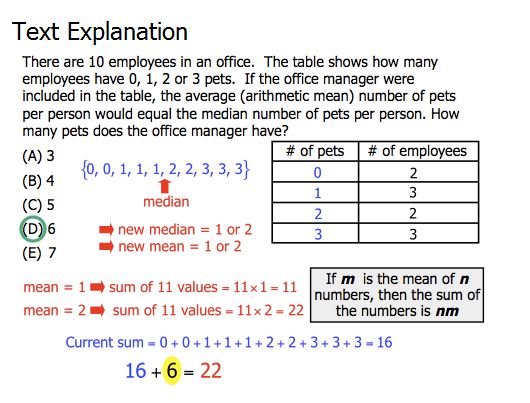 Text Explanation
There are 10 employees in an office. The table shows how many
employees have 0, 1, 2 or 3 pets. If the office manager were
included in the table, the average (arithmetic mean) number of pets
per person would equal the median number of pets per person. How
many pets does the office manager have?
(A) 3
(B) 4
(C) 5
(D) 6
(E) 7
{0, 0, 1, 1, 1, 2, 2, 3, 3, 3}
median
new median = 1 or 2
new mean = 1 or 2
# of pets # of employees
0 2
1 3
2 2
3 3
mean = 1 sum of 11 values = 11×1 = 11
mean = 2 sum of 11 values = 11×2 = 22
If m is the mean of n
numbers, then the sum of
the numbers is nm
Current sum = 0 + 0 + 1 + 1 + 1 + 2 + 2 + 3 + 3 + 3 = 16
16 + 6 = 22